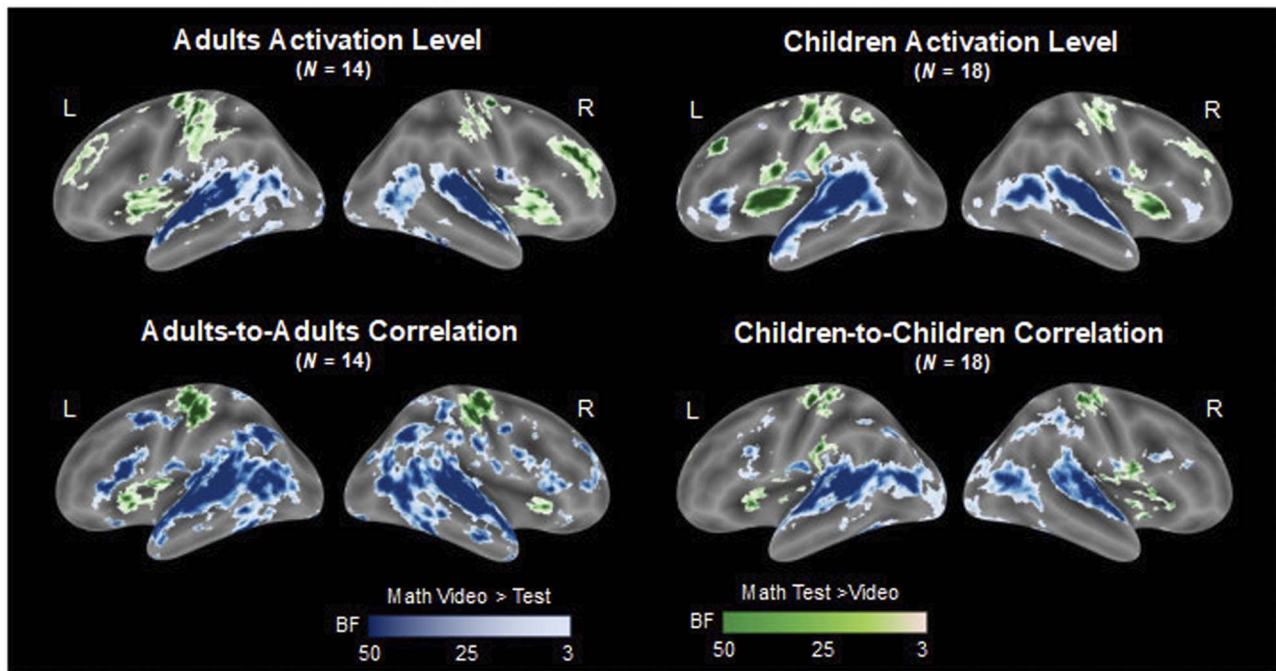 Adults Activation Level
(N = 14)
Children Activation Level
(N = 18)
L
R
L
R
Adults-to-Adults Correlation
(N = 14)
Children-to-Children Correlation
(N = 18)
L
R
L
R
Math Video > Test
BF
50 25 3
Math Test >Video
BF
50 25 3